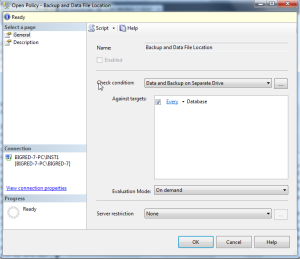 Open Policy - Backup and Data File Location
Ready
Select a page
General
Description
Script
Help
Name: Backup and Data File Location
Enabled
Check condition: Data and Backup on Separate Drive
...
Against targets: Every Database
Evaluation Mode: On demand
Server restriction None
...
Connection
BIGRED-7-PC\INST1
[BIGRED-7-PC\BIGRED-7]
View connection properties
Progress
Ready
OK Cancel Help